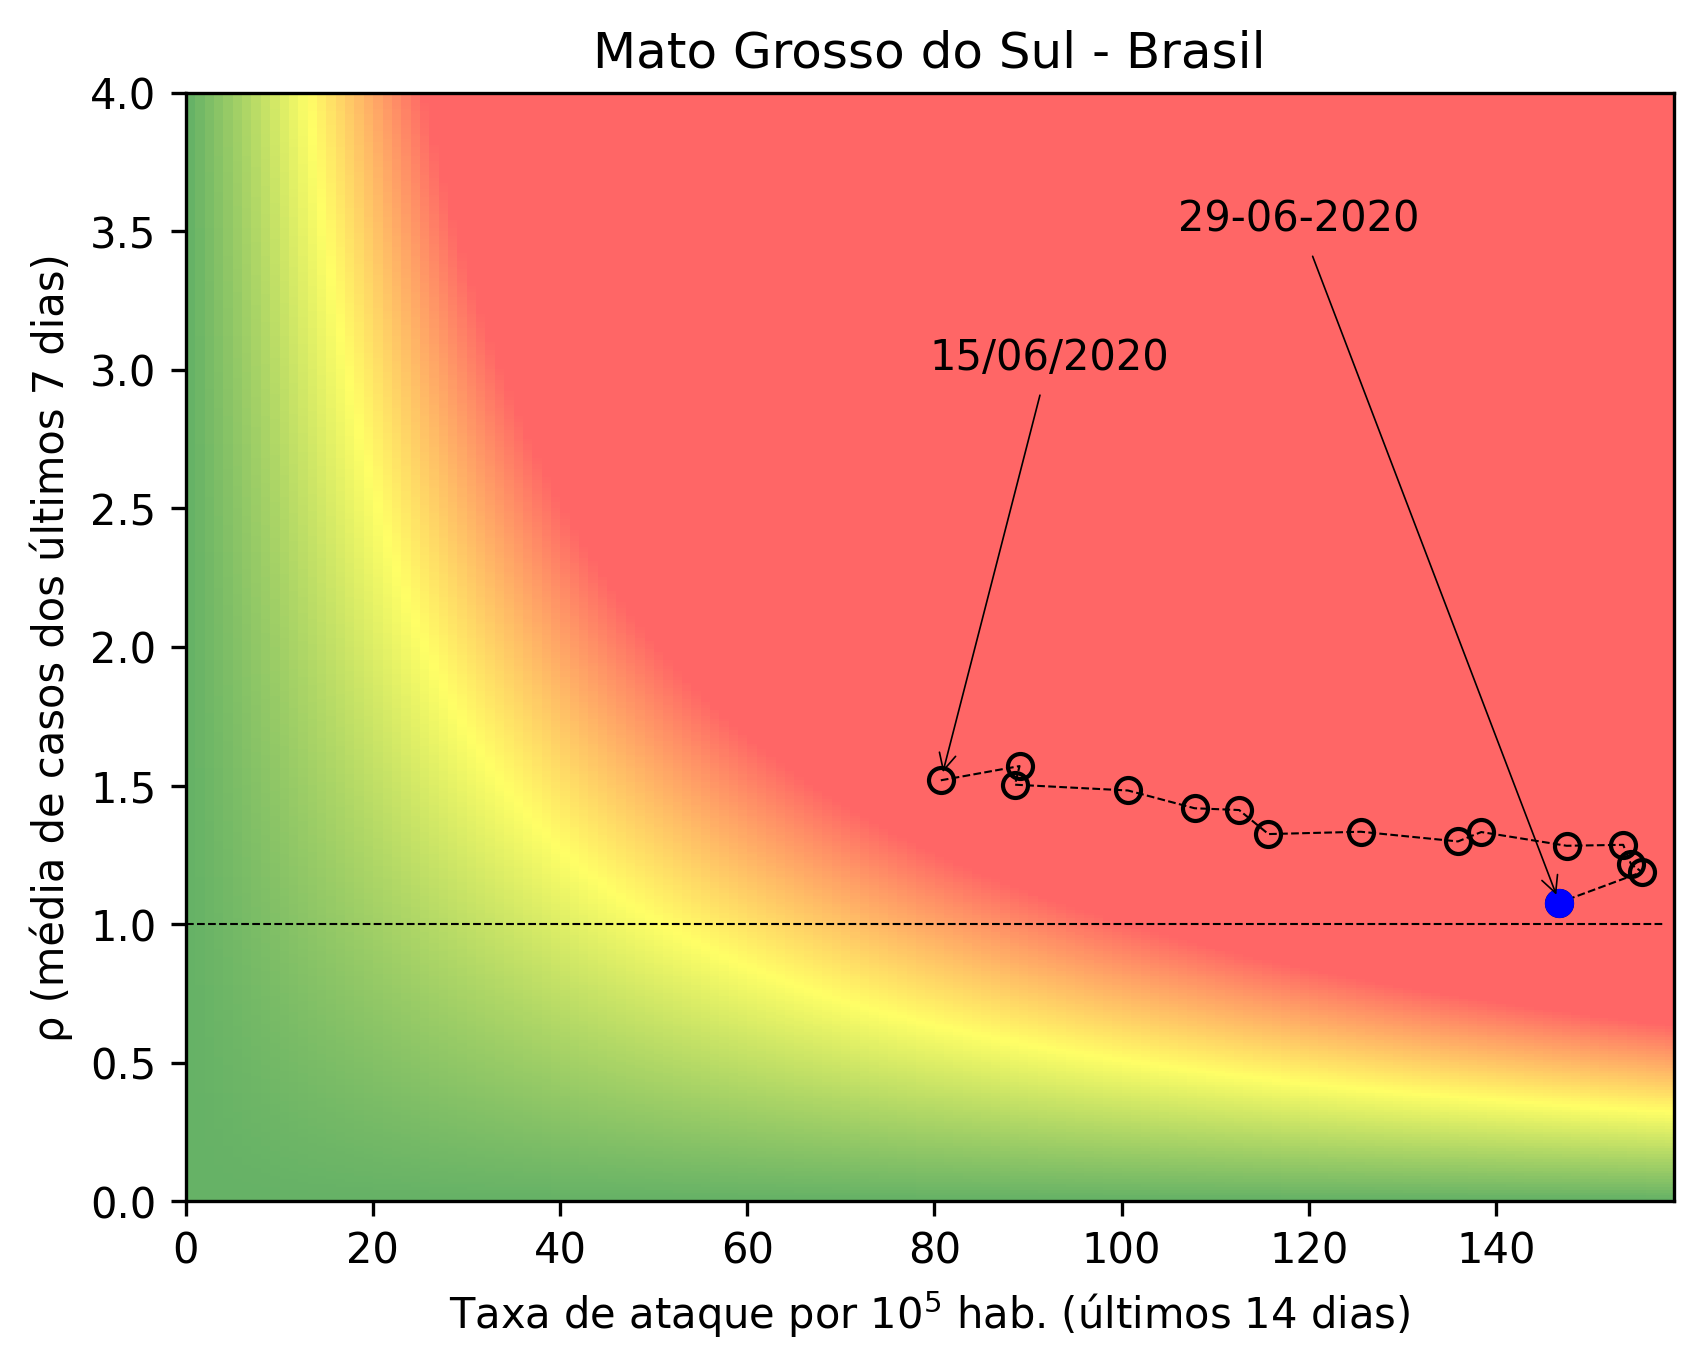 Mato Grosso do Sul - Brasil
4.0
3.5
3.0
2.5
2.0
1.5
1.0
0.5
0.0
ρ (média de casos dos últimos 7 dias)
29-06-2020
15/06/2020
0 20 40 60 80 100 120 140
Taxa de ataque por 10⁵ hab. (últimos 14 dias)